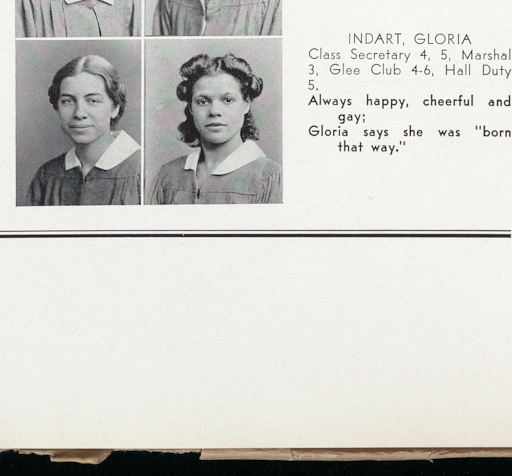 INDART, GLORIA
Class Secretary 4, 5, Marshal
3, Glee Club 4-6, Hall Duty
5.
Always happy, cheerful and
gay;
Gloria says she was "born
that way."